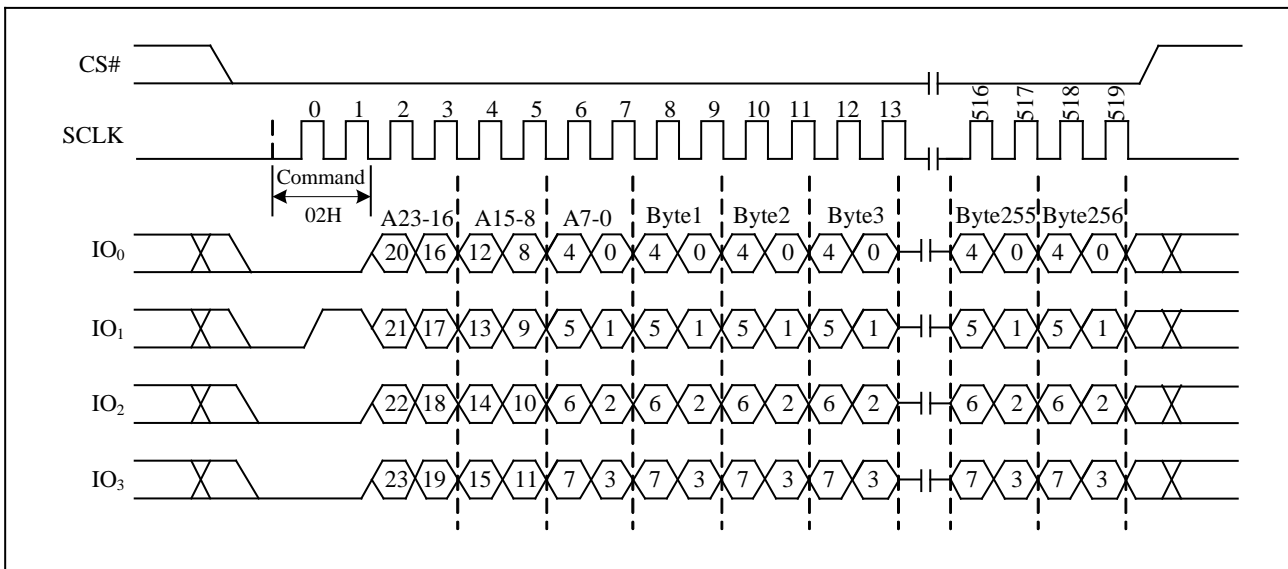 CS#
0 1 2 3 4 5 6 7 8 9 10 11 12 13 516 517 518 519
SCLK
Command
02H
A23-16 A15-8 A7-0 Byte1 Byte2 Byte3 Byte255 Byte256
IO₀ 20 16 12 8 4 0 4 0 4 0 4 0 4 0 4 0
IO₁ 21 17 13 9 5 1 5 1 5 1 5 1 5 1 5 1
IO₂ 22 18 14 10 6 2 6 2 6 2 6 2 6 2 6 2
IO₃ 23 19 15 11 7 3 7 3 7 3 7 3 7 3 7 3